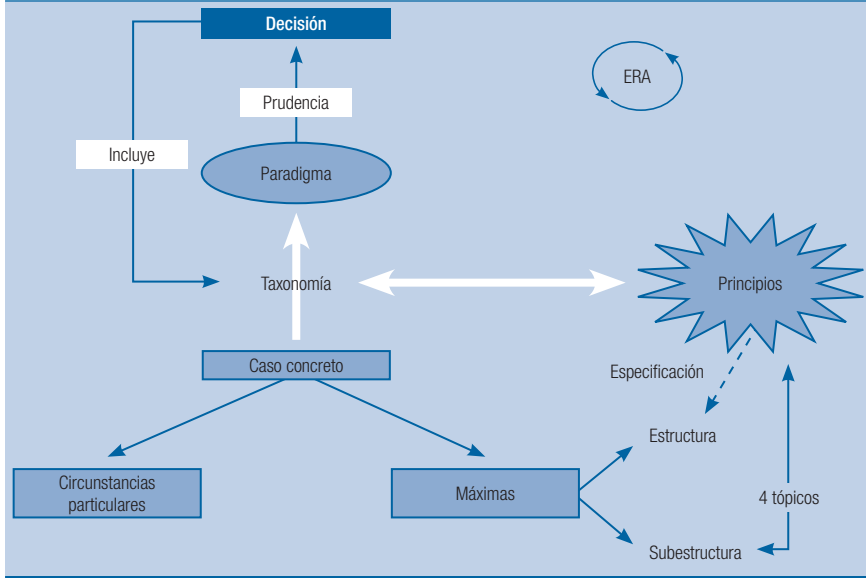 Decisión
ERA
Prudencia
Incluye
Paradigma
Taxonomía
Principios
Caso concreto
Especificación
Estructura
Circunstancias
particulares
Máximas
4 tópicos
Subestructura